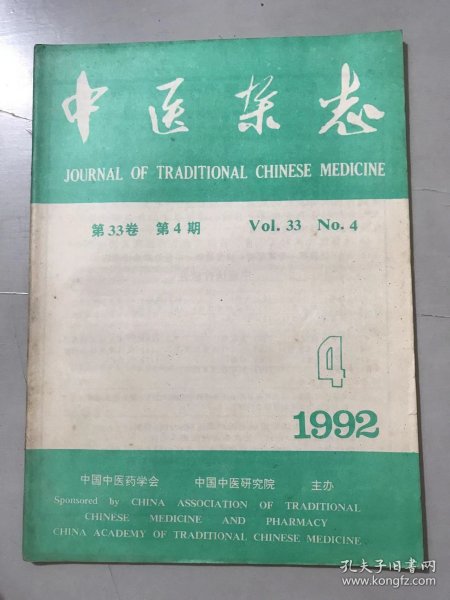 中医杂志
JOURNAL OF TRADITIONAL CHINESE MEDICINE
第33卷 第4期 Vol. 33 No. 4
4
1992
中国中医药学会 中国中医研究院 主办
Sponsored by CHINA ASSOCIATION OF TRADITIONAL
CHINESE MEDICINE AND PHARMACY
CHINA ACADEMY OF TRADITIONAL CHINESE MEDICINE
孔夫子旧书网
www.kongfz.com